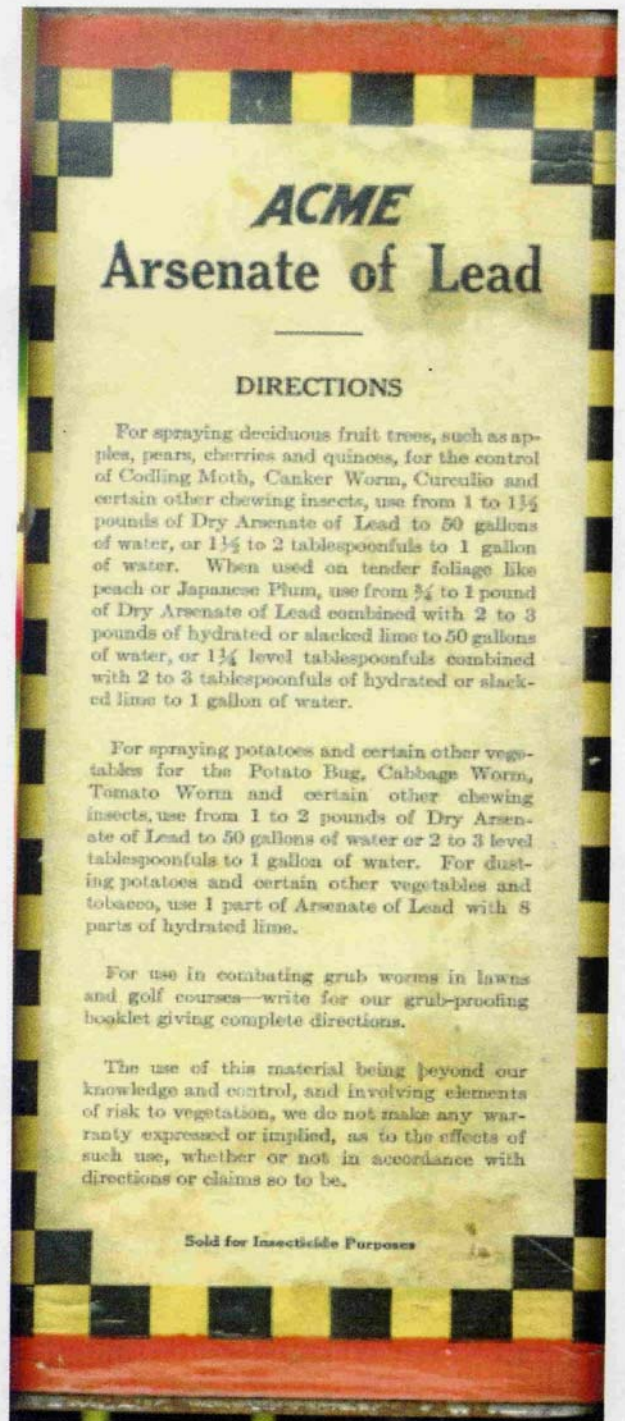 ACME
Arsenate of Lead
DIRECTIONS
For spraying deciduous fruit trees, such as ap-
ples, pears, cherries and quinces, for the control
of Codling Moth, Canker Worm, Curculio and
certain other chewing insects, use from 1 to 1½
pounds of Dry Arsenate of Lead to 50 gallons
of water, or 1½ to 2 tablespoonfuls to 1 gallon
of water. When used on tender foliage like
peach or Japanese Plum, use from ¾ to 1 pound
of Dry Arsenate of Lead combined with 2 to 3
pounds of hydrated or slacked lime to 50 gallons
of water, or 1¼ level tablespoonfuls combined
with 2 to 3 tablespoonfuls of hydrated or slack-
ed lime to 1 gallon of water.
For spraying potatoes and certain other vege-
tables for the Potato Bug, Cabbage Worm,
Tomato Worm and certain other chewing
insects, use from 1 to 2 pounds of Dry Arsen-
ate of Lead to 50 gallons of water or 2 to 3 level
tablespoonfuls to 1 gallon of water. For dust-
ing potatoes and certain other vegetables and
tobacco, use 1 part of Arsenate of Lead with 8
parts of hydrated lime.
For use in combating grub worms in lawns
and golf courses—write for our grub-proofing
booklet giving complete directions.
The use of this material being beyond our
knowledge and control, and involving elements
of risk to vegetation, we do not make any war-
ranty expressed or implied, as to the effects of
such use, whether or not in accordance with
directions or claims so to be.
Sold for Insecticide Purposes